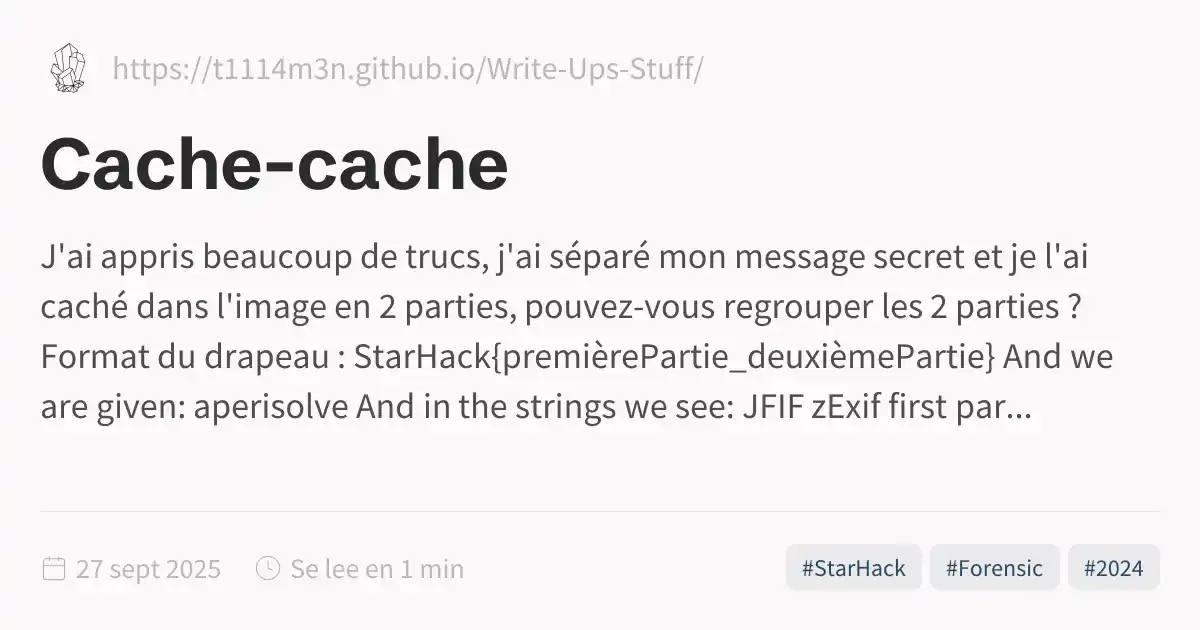 https://t1114m3n.github.io/Write-Ups-Stuff/
Cache-cache
J'ai appris beaucoup de trucs, j'ai séparé mon message secret et je l'ai
caché dans l'image en 2 parties, pouvez-vous regrouper les 2 parties ?
Format du drapeau : StarHack{premièrePartie_deuxièmePartie} And we
are given: aperisolve And in the strings we see: JFIF zExif first par...
27 sept 2025 Se lee en 1 min #StarHack #Forensic #2024